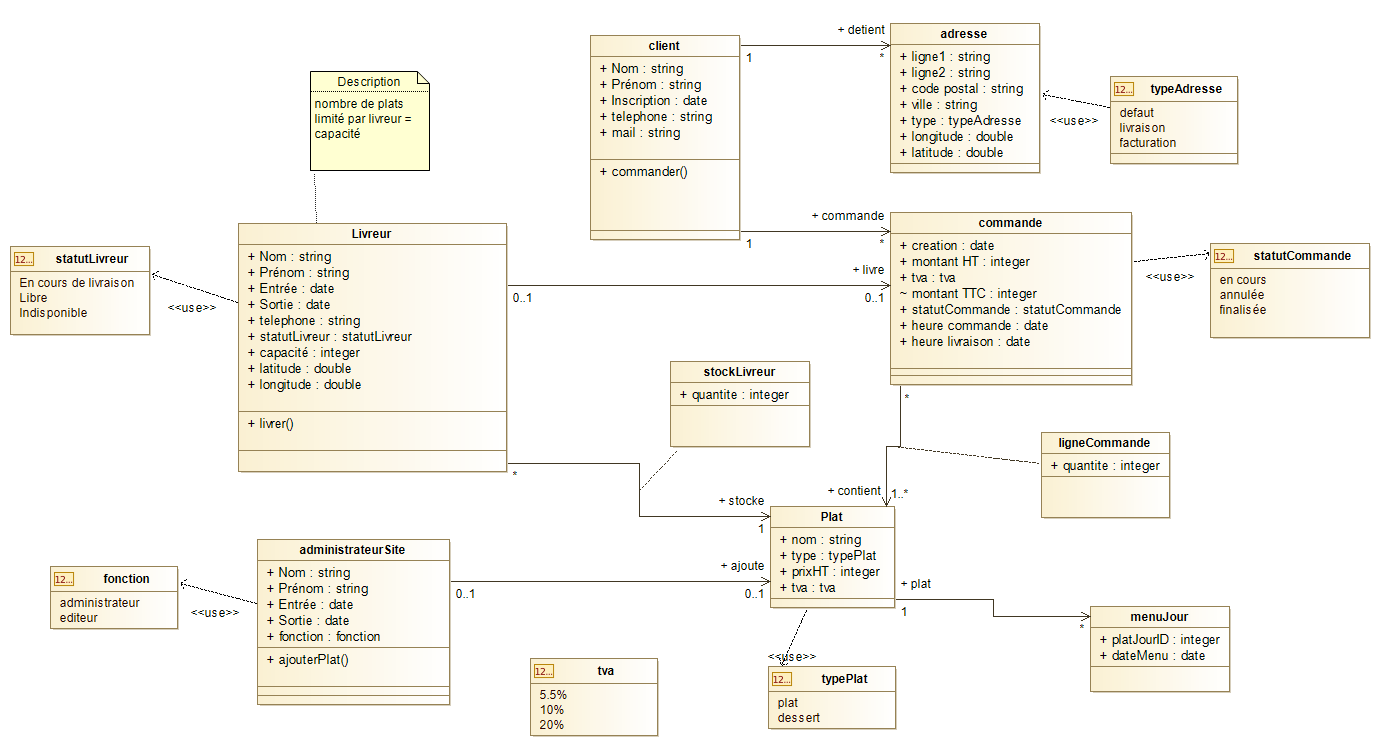 Description
nombre de plats
limité par livreur =
capacité
client
+ Nom : string
+ Prénom : string
+ Inscription : date
+ telephone : string
+ mail : string
+ commander()
+ detient
1
*
adresse
+ ligne1 : string
+ ligne2 : string
+ code postal : string
+ ville : string
+ type : typeAdresse
+ longitude : double
+ latitude : double
<<use>>
12...
typeAdresse
defaut
livraison
facturation
12...
statutLivreur
En cours de livraison
Libre
Indisponible
<<use>>
Livreur
+ Nom : string
+ Prénom : string
+ Entrée : date
+ Sortie : date
+ telephone : string
+ statutLivreur : statutLivreur
+ capacité : integer
+ latitude : double
+ longitude : double
+ livrer()
+ commande
1
*
+ livre
0..1
0..1
commande
+ creation : date
+ montant HT : integer
+ tva : tva
~ montant TTC : integer
+ statutCommande : statutCommande
+ heure commande : date
+ heure livraison : date
<<use>>
12...
statutCommande
en cours
annulée
finalisée
stockLivreur
+ quantite : integer
*
ligneCommande
+ quantite : integer
*
+ stocke
1
+ contient
1..*
Plat
+ nom : string
+ type : typePlat
+ prixHT : integer
+ tva : tva
12...
fonction
administrateur
editeur
<<use>>
administrateurSite
+ Nom : string
+ Prénom : string
+ Entrée : date
+ Sortie : date
+ fonction : fonction
+ ajouterPlat()
+ ajoute
0..1
0..1
+ plat
1
*
menuJour
+ platJourID : integer
+ dateMenu : date
12...
tva
5.5%
10%
20%
<<use>>
12...
typePlat
plat
dessert